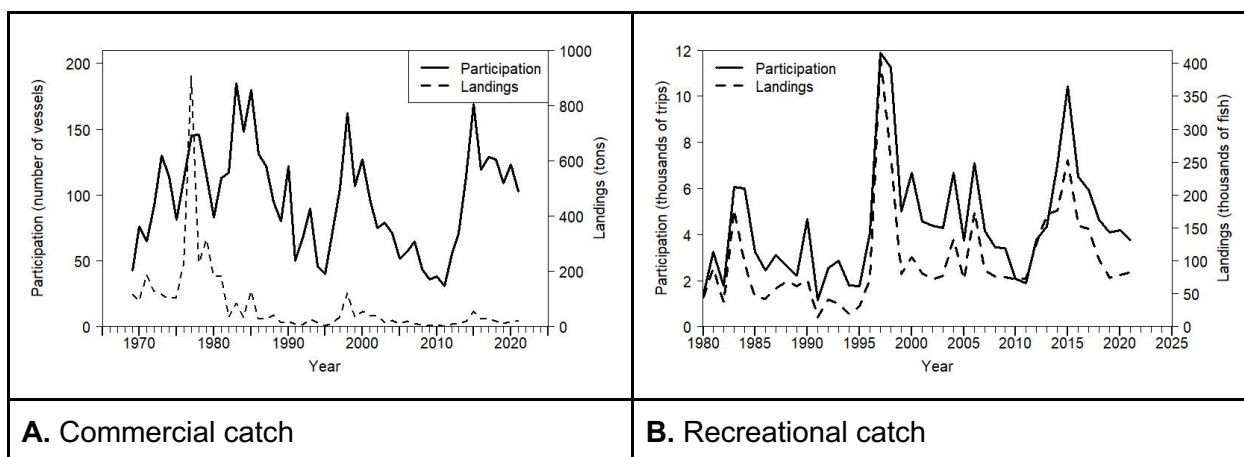 Participation (number of vessels)
200
150
100
50
0
Participation
Landings
1000
800
600
400
200
0
Landings (tons)
1970 1980 1990 2000 2010 2020
Year
Participation (thousands of trips)
12
10
8
6
4
2
0
Participation
Landings
400
350
300
250
200
150
100
50
0
Landings (thousands of fish)
1980 1985 1990 1995 2000 2005 2010 2015 2020 2025
Year
A. Commercial catch
B. Recreational catch